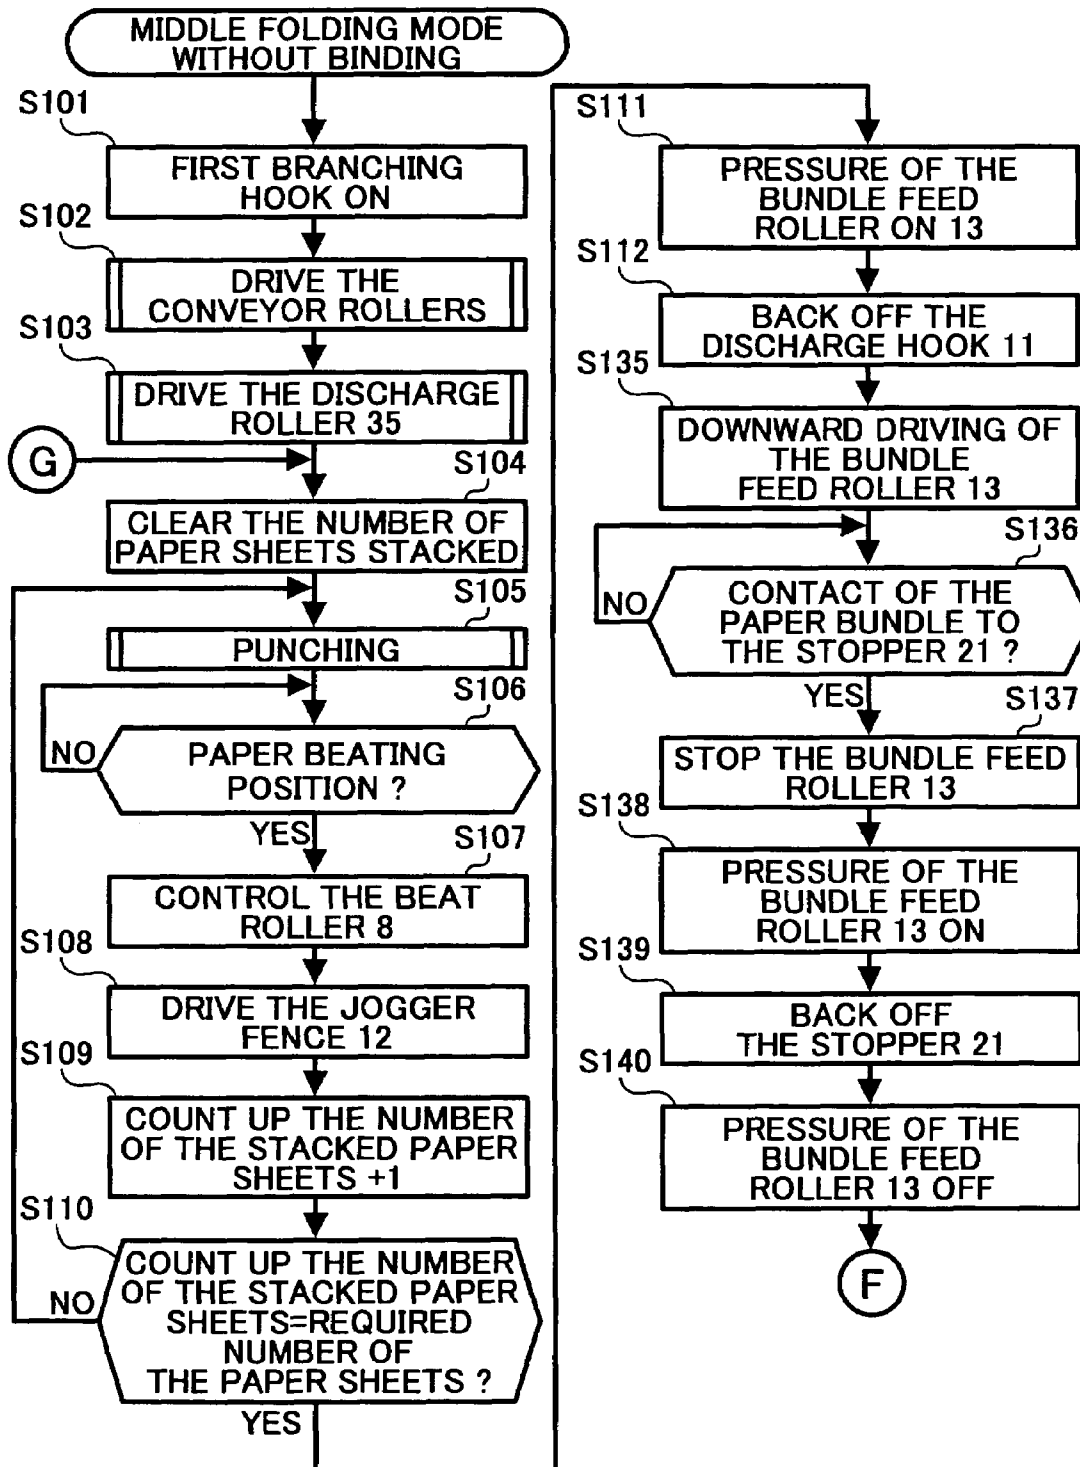 MIDDLE FOLDING MODE
WITHOUT BINDING
S101
FIRST BRANCHING
HOOK ON
S102
DRIVE THE
CONVEYOR ROLLERS
S103
DRIVE THE DISCHARGE
ROLLER 35
G
S104
CLEAR THE NUMBER OF
PAPER SHEETS STACKED
S105
PUNCHING
S106
NO
PAPER BEATING
POSITION ?
YES
S107
CONTROL THE BEAT
ROLLER 8
S108
DRIVE THE JOGGER
FENCE 12
S109
COUNT UP THE NUMBER
OF THE STACKED PAPER
SHEETS +1
S110
NO
COUNT UP THE NUMBER
OF THE STACKED PAPER
SHEETS=REQUIRED
NUMBER OF
THE PAPER SHEETS ?
YES
S111
PRESSURE OF THE
BUNDLE FEED
ROLLER ON 13
S112
BACK OFF THE
DISCHARGE HOOK 11
S135
DOWNWARD DRIVING OF
THE BUNDLE
FEED ROLLER 13
S136
NO
CONTACT OF THE
PAPER BUNDLE TO
THE STOPPER 21 ?
YES
S137
STOP THE BUNDLE FEED
ROLLER 13
S138
PRESSURE OF THE
BUNDLE FEED
ROLLER 13 ON
S139
BACK OFF
THE STOPPER 21
S140
PRESSURE OF THE
BUNDLE FEED
ROLLER 13 OFF
F